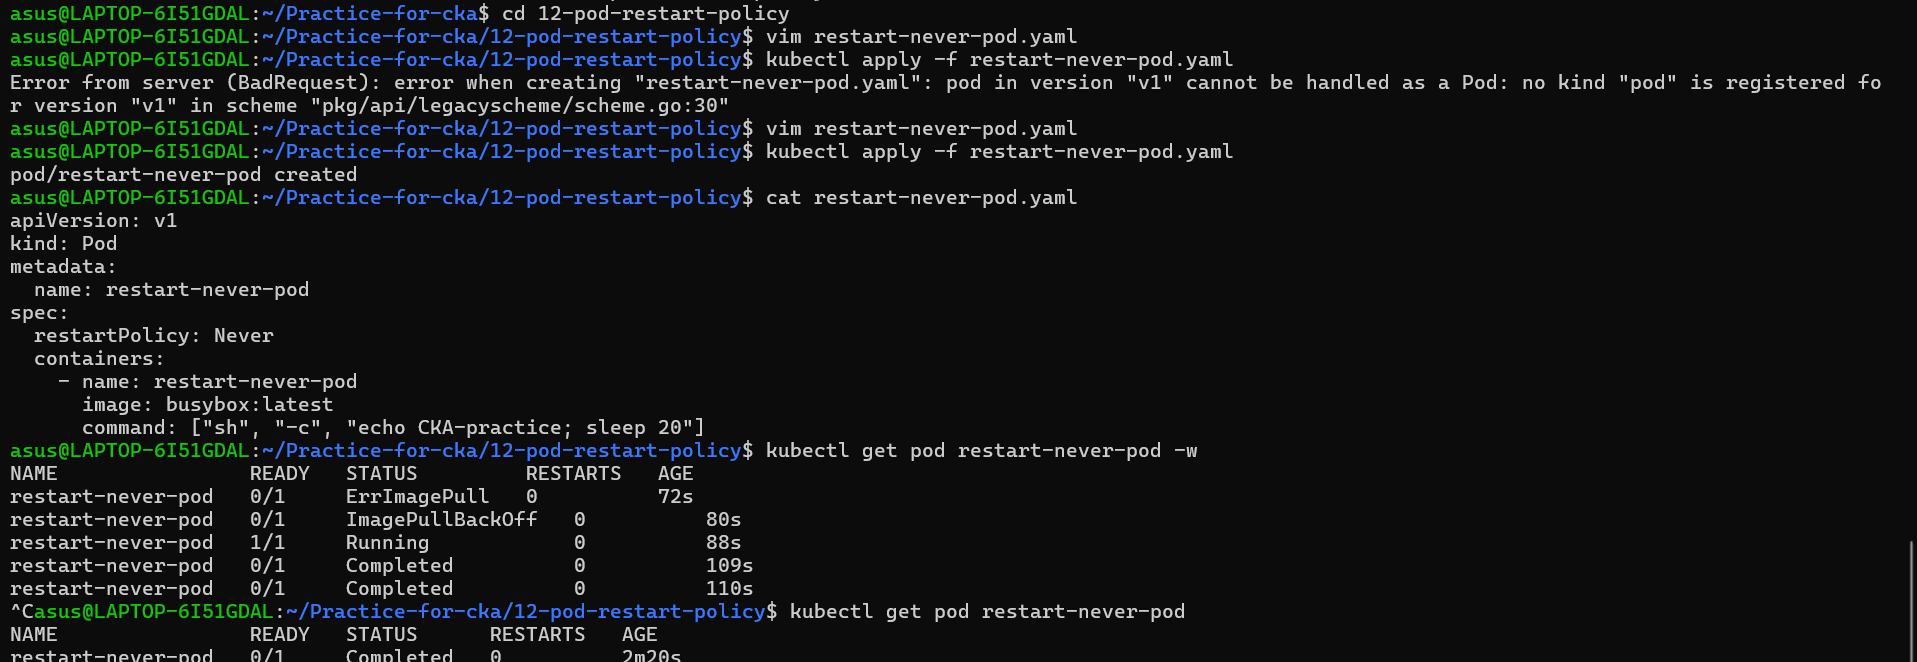 asus@LAPTOP-6I51GDAL:~/Practice-for-cka$ cd 12-pod-restart-policy
asus@LAPTOP-6I51GDAL:~/Practice-for-cka/12-pod-restart-policy$ vim restart-never-pod.yaml
asus@LAPTOP-6I51GDAL:~/Practice-for-cka/12-pod-restart-policy$ kubectl apply -f restart-never-pod.yaml
Error from server (BadRequest): error when creating "restart-never-pod.yaml": pod in version "v1" cannot be handled as a Pod: no kind "pod" is registered fo
r version "v1" in scheme "pkg/api/legacyscheme/scheme.go:30"
asus@LAPTOP-6I51GDAL:~/Practice-for-cka/12-pod-restart-policy$ vim restart-never-pod.yaml
asus@LAPTOP-6I51GDAL:~/Practice-for-cka/12-pod-restart-policy$ kubectl apply -f restart-never-pod.yaml
pod/restart-never-pod created
asus@LAPTOP-6I51GDAL:~/Practice-for-cka/12-pod-restart-policy$ cat restart-never-pod.yaml
apiVersion: v1
kind: Pod
metadata:
  name: restart-never-pod
spec:
  restartPolicy: Never
  containers:
    - name: restart-never-pod
      image: busybox:latest
      command: ["sh", "-c", "echo CKA-practice; sleep 20"]
asus@LAPTOP-6I51GDAL:~/Practice-for-cka/12-pod-restart-policy$ kubectl get pod restart-never-pod -w
NAME                READY   STATUS         RESTARTS   AGE
restart-never-pod   0/1     ErrImagePull   0          72s
restart-never-pod   0/1     ImagePullBackOff   0          80s
restart-never-pod   1/1     Running            0          88s
restart-never-pod   0/1     Completed          0          109s
restart-never-pod   0/1     Completed          0          110s
^Casus@LAPTOP-6I51GDAL:~/Practice-for-cka/12-pod-restart-policy$ kubectl get pod restart-never-pod
NAME                READY   STATUS      RESTARTS   AGE
restart-never-pod   0/1     Completed   0          2m20s